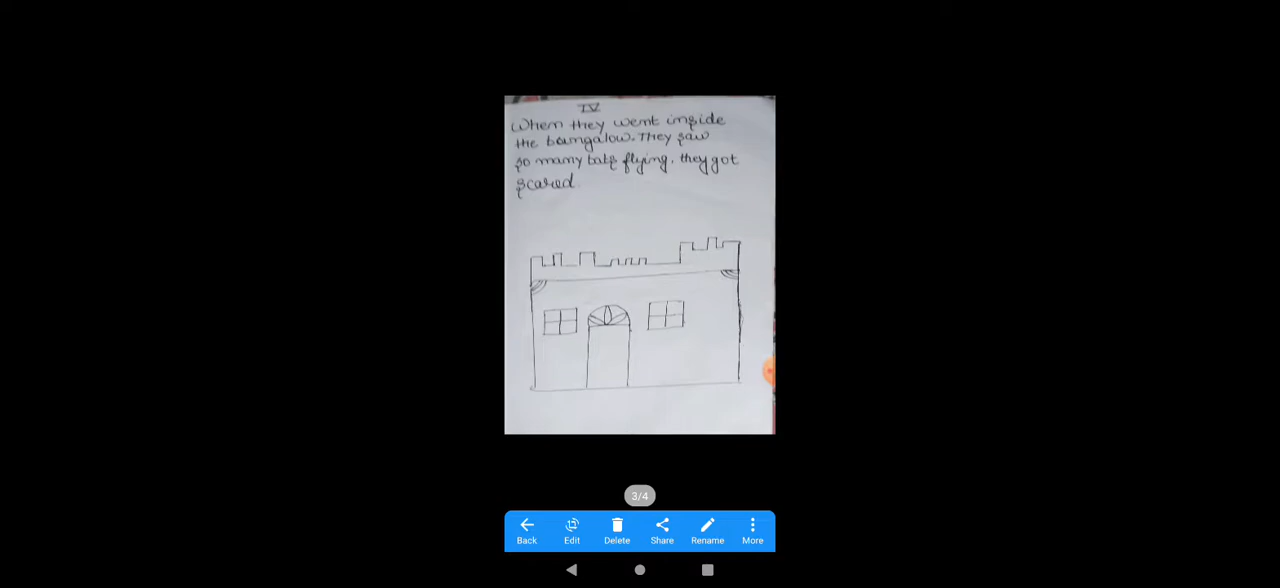 IV
When they went inside
the bamgalow. They saw
so many bats flying, they got
scared
3/4
Back Edit Delete Share Rename More